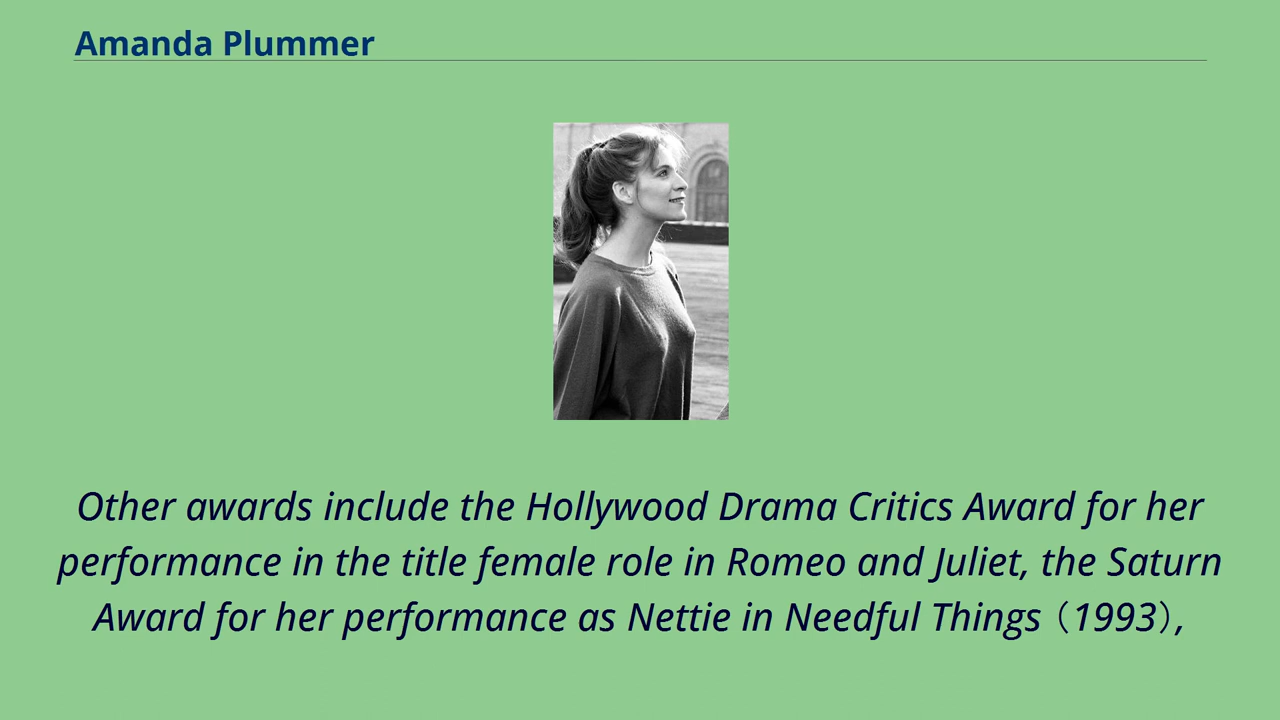 Amanda Plummer
Other awards include the Hollywood Drama Critics Award for her
performance in the title female role in Romeo and Juliet, the Saturn
Award for her performance as Nettie in Needful Things（1993）,